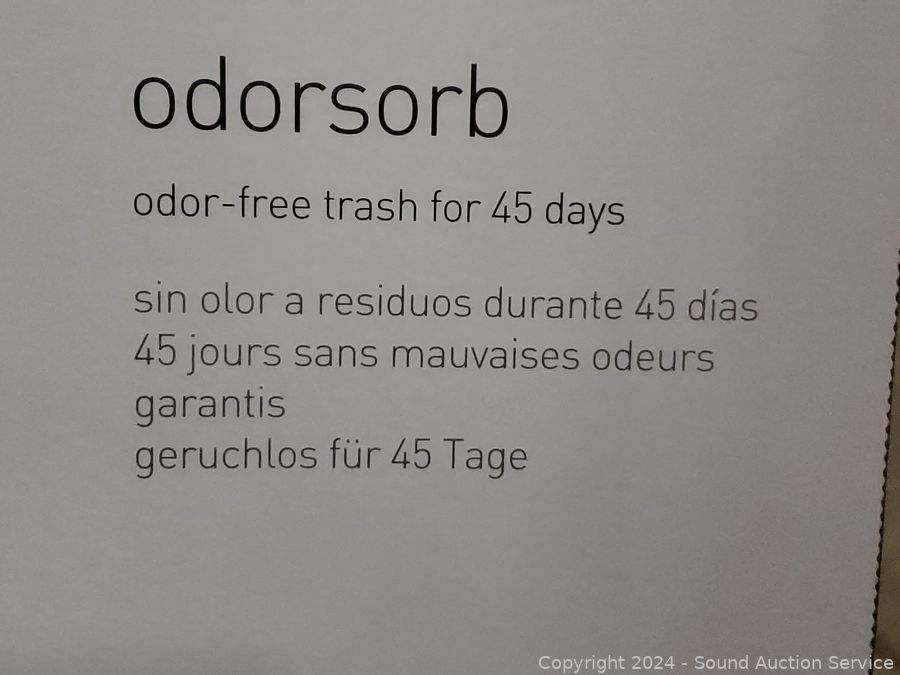 odorsorb
odor-free trash for 45 days
sin olor a residuos durante 45 días
45 jours sans mauvaises odeurs
garantis
geruchlos für 45 Tage
Copyright 2024 - Sound Auction Service